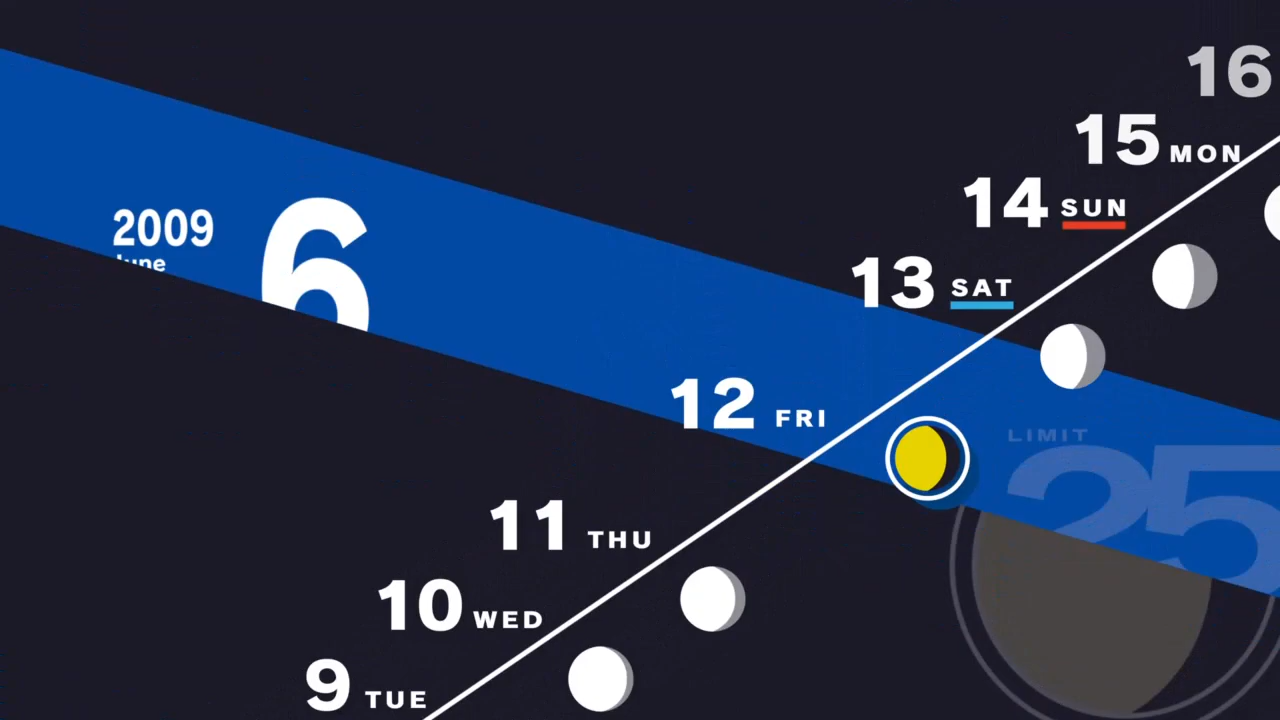 16
15 MON
14 SUN
13 SAT
2009
June
6
12 FRI
LIMIT
25
11 THU
10 WED
9 TUE